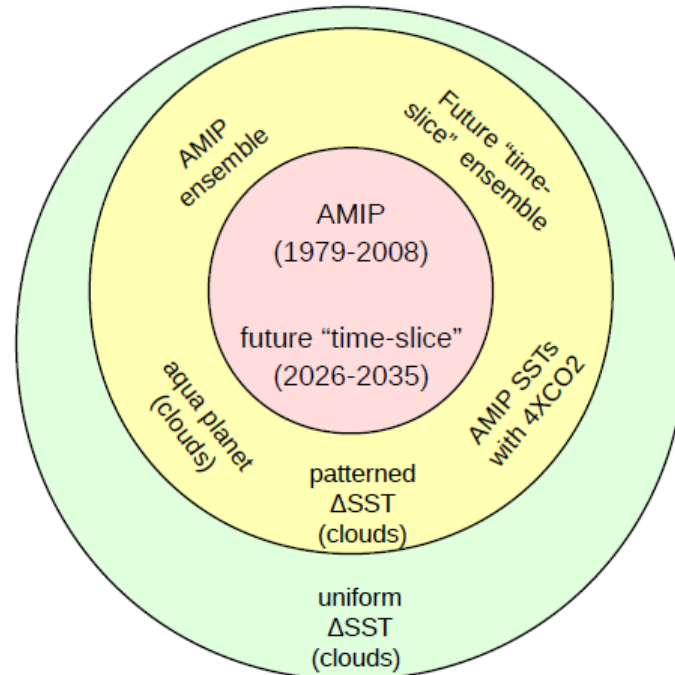 AMIP
ensemble
Future “time-
slice” ensemble
AMIP
(1979-2008)
future “time-slice”
(2026-2035)
aqua planet
(clouds)
AMIP SSTs
with 4XCO2
patterned
ΔSST
(clouds)
uniform
ΔSST
(clouds)